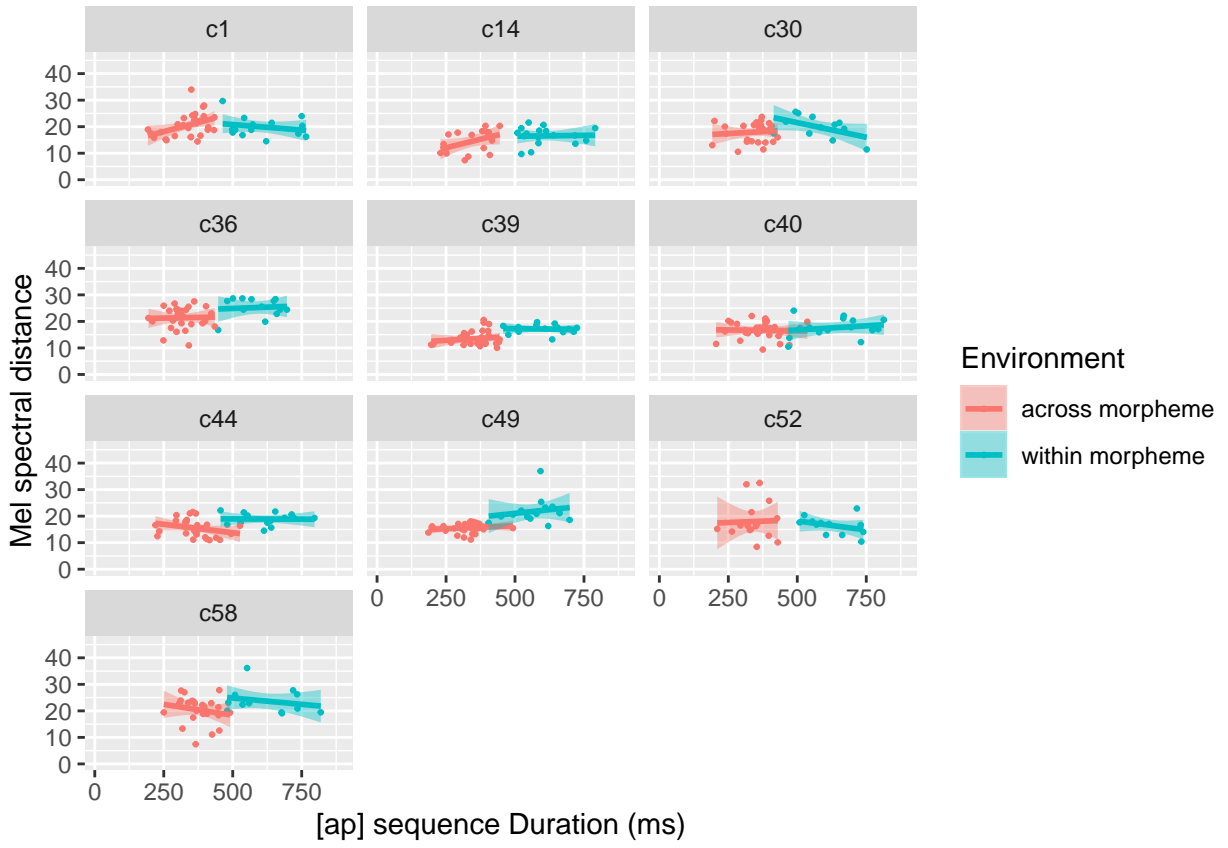 c1 c14 c30
40
30
20
10
0
c36 c39 c40
40
30
20
10
0
c44 c49 c52
40
30
20
10
0
0 250 500 750 0 250 500 750
c58
40
30
20
10
0
0 250 500 750
[ap] sequence Duration (ms)
Mel spectral distance
Environment
across morpheme
within morpheme